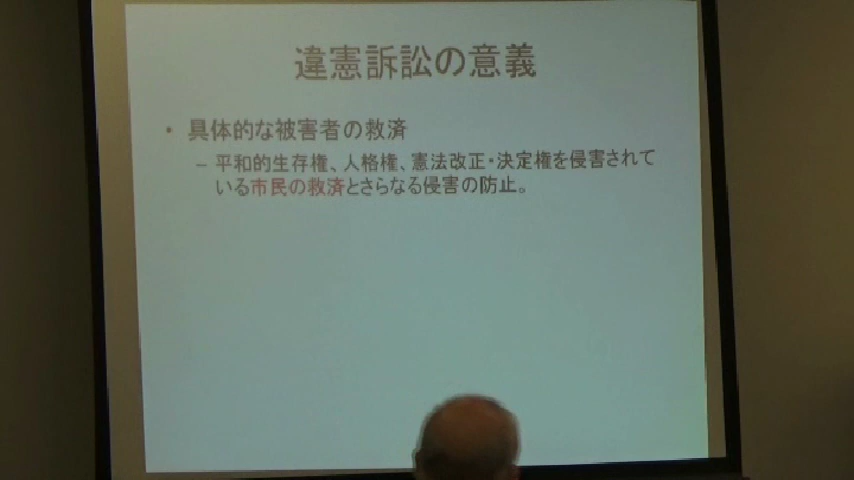 違憲訴訟の意義
• 具体的な被害者の救済
– 平和的生存権、人格権、憲法改正・決定権を侵害されて
いる市民の救済とさらなる侵害の防止。